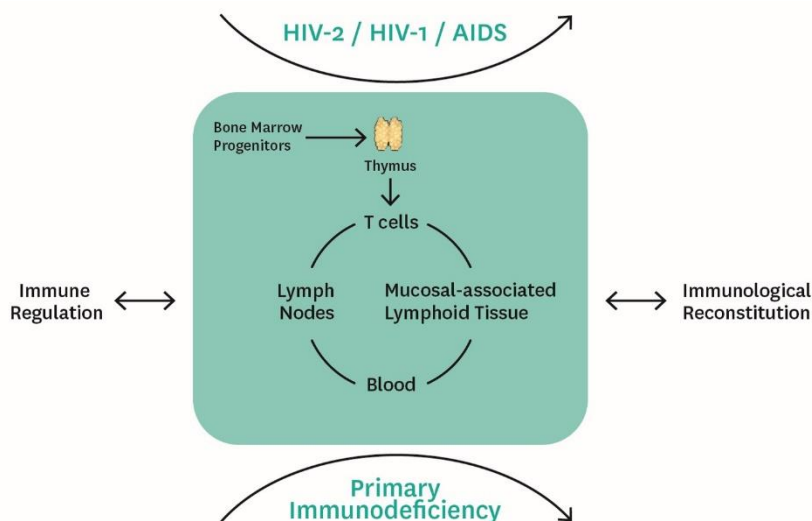 HIV-2 / HIV-1 / AIDS
Bone Marrow
Progenitors
Thymus
T cells
Immune
Regulation
Lymph
Nodes
Mucosal-associated
Lymphoid Tissue
Immunological
Reconstitution
Blood
Primary
Immunodeficiency